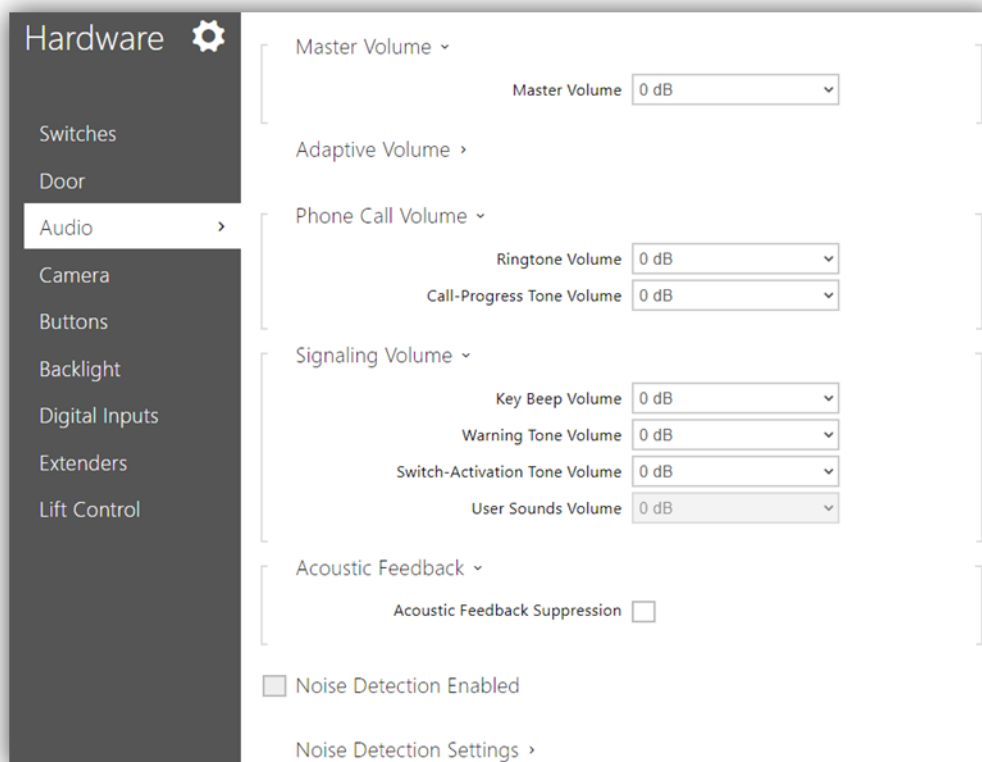 Hardware
Switches
Door
Audio
Camera
Buttons
Backlight
Digital Inputs
Extenders
Lift Control
Master Volume
Master Volume 0 dB
Adaptive Volume
Phone Call Volume
Ringtone Volume 0 dB
Call-Progress Tone Volume 0 dB
Signaling Volume
Key Beep Volume 0 dB
Warning Tone Volume 0 dB
Switch-Activation Tone Volume 0 dB
User Sounds Volume 0 dB
Acoustic Feedback
Acoustic Feedback Suppression
Noise Detection Enabled
Noise Detection Settings